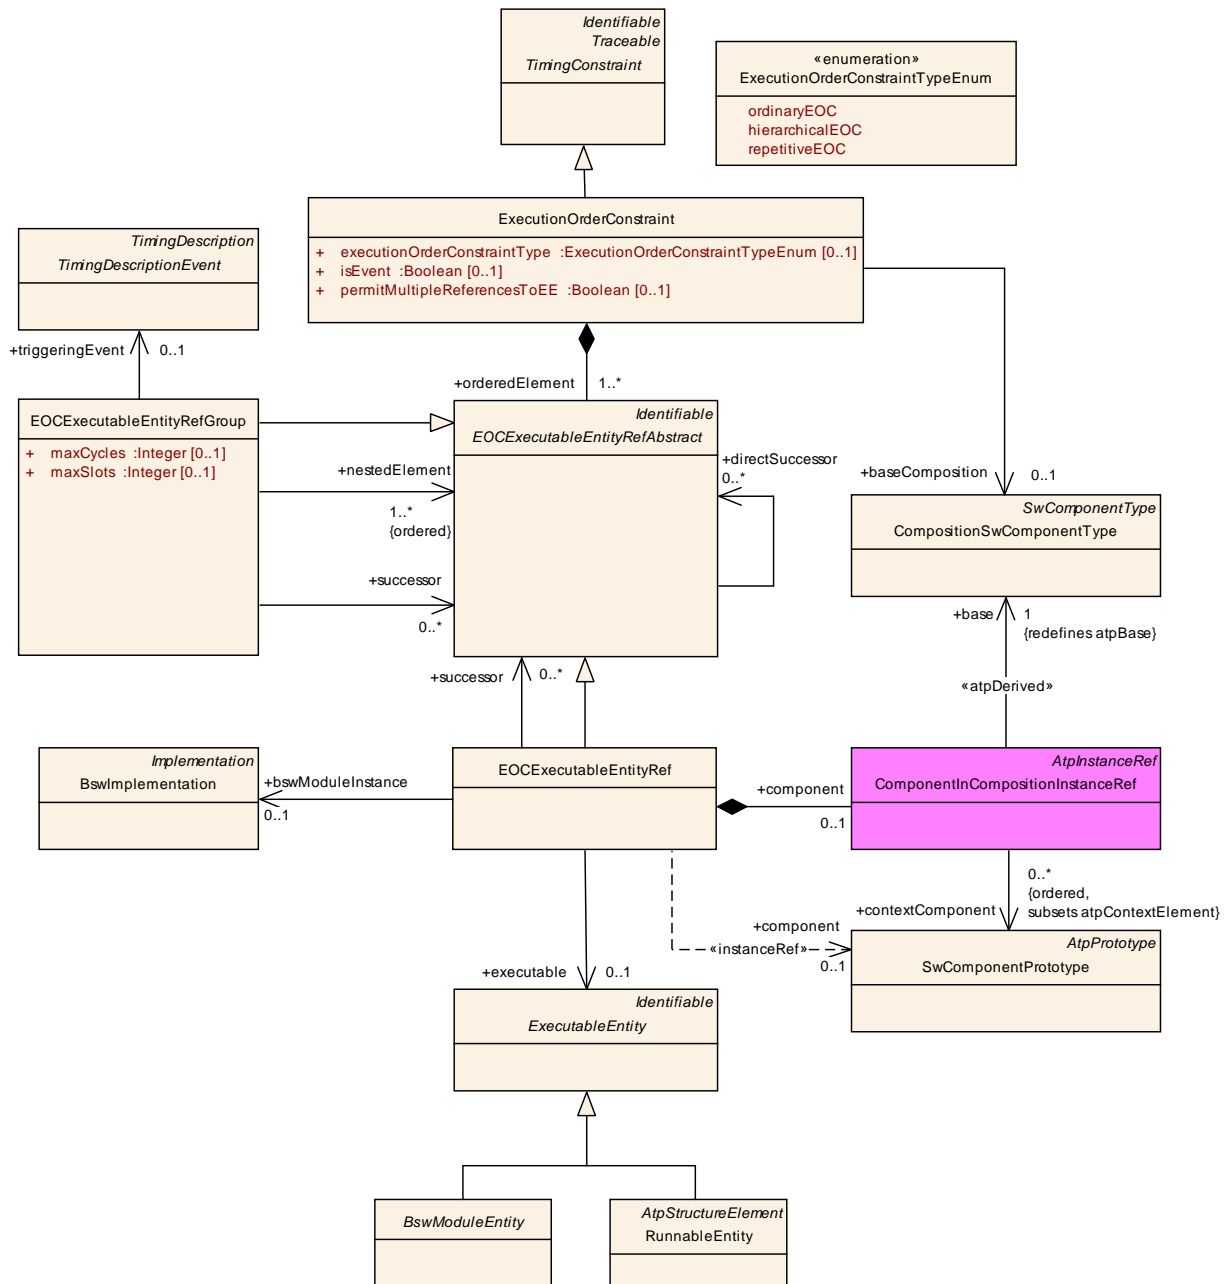 Identifiable
Traceable
TimingConstraint
«enumeration»
ExecutionOrderConstraintTypeEnum
ordinaryEOC
hierarchicalEOC
repetitiveEOC
ExecutionOrderConstraint
+ executionOrderConstraintType :ExecutionOrderConstraintTypeEnum [0..1]
+ isEvent :Boolean [0..1]
+ permitMultipleReferencesToEE :Boolean [0..1]
TimingDescription
TimingDescriptionEvent
+triggeringEvent 0..1
EOCExecutableEntityRefGroup
+ maxCycles :Integer [0..1]
+ maxSlots :Integer [0..1]
+orderedElement 1..*
Identifiable
EOCExecutableEntityRefAbstract
+nestedElement
1..*
{ordered}
+directSuccessor
0..*
+successor
0..*
+baseComposition 0..1
SwComponentType
CompositionSwComponentType
+base 1
{redefines atpBase}
«atpDerived»
+successor 0..*
Implementation
BswImplementation
+bswModuleInstance
0..1
EOCExecutableEntityRef
+component
0..1
AtpInstanceRef
ComponentInCompositionInstanceRef
0..*
{ordered,
+contextComponent subsets atpContextElement}
+component
«instanceRef»
0..1
AtpPrototype
SwComponentPrototype
+executable 0..1
Identifiable
ExecutableEntity
BswModuleEntity
AtpStructureElement
RunnableEntity